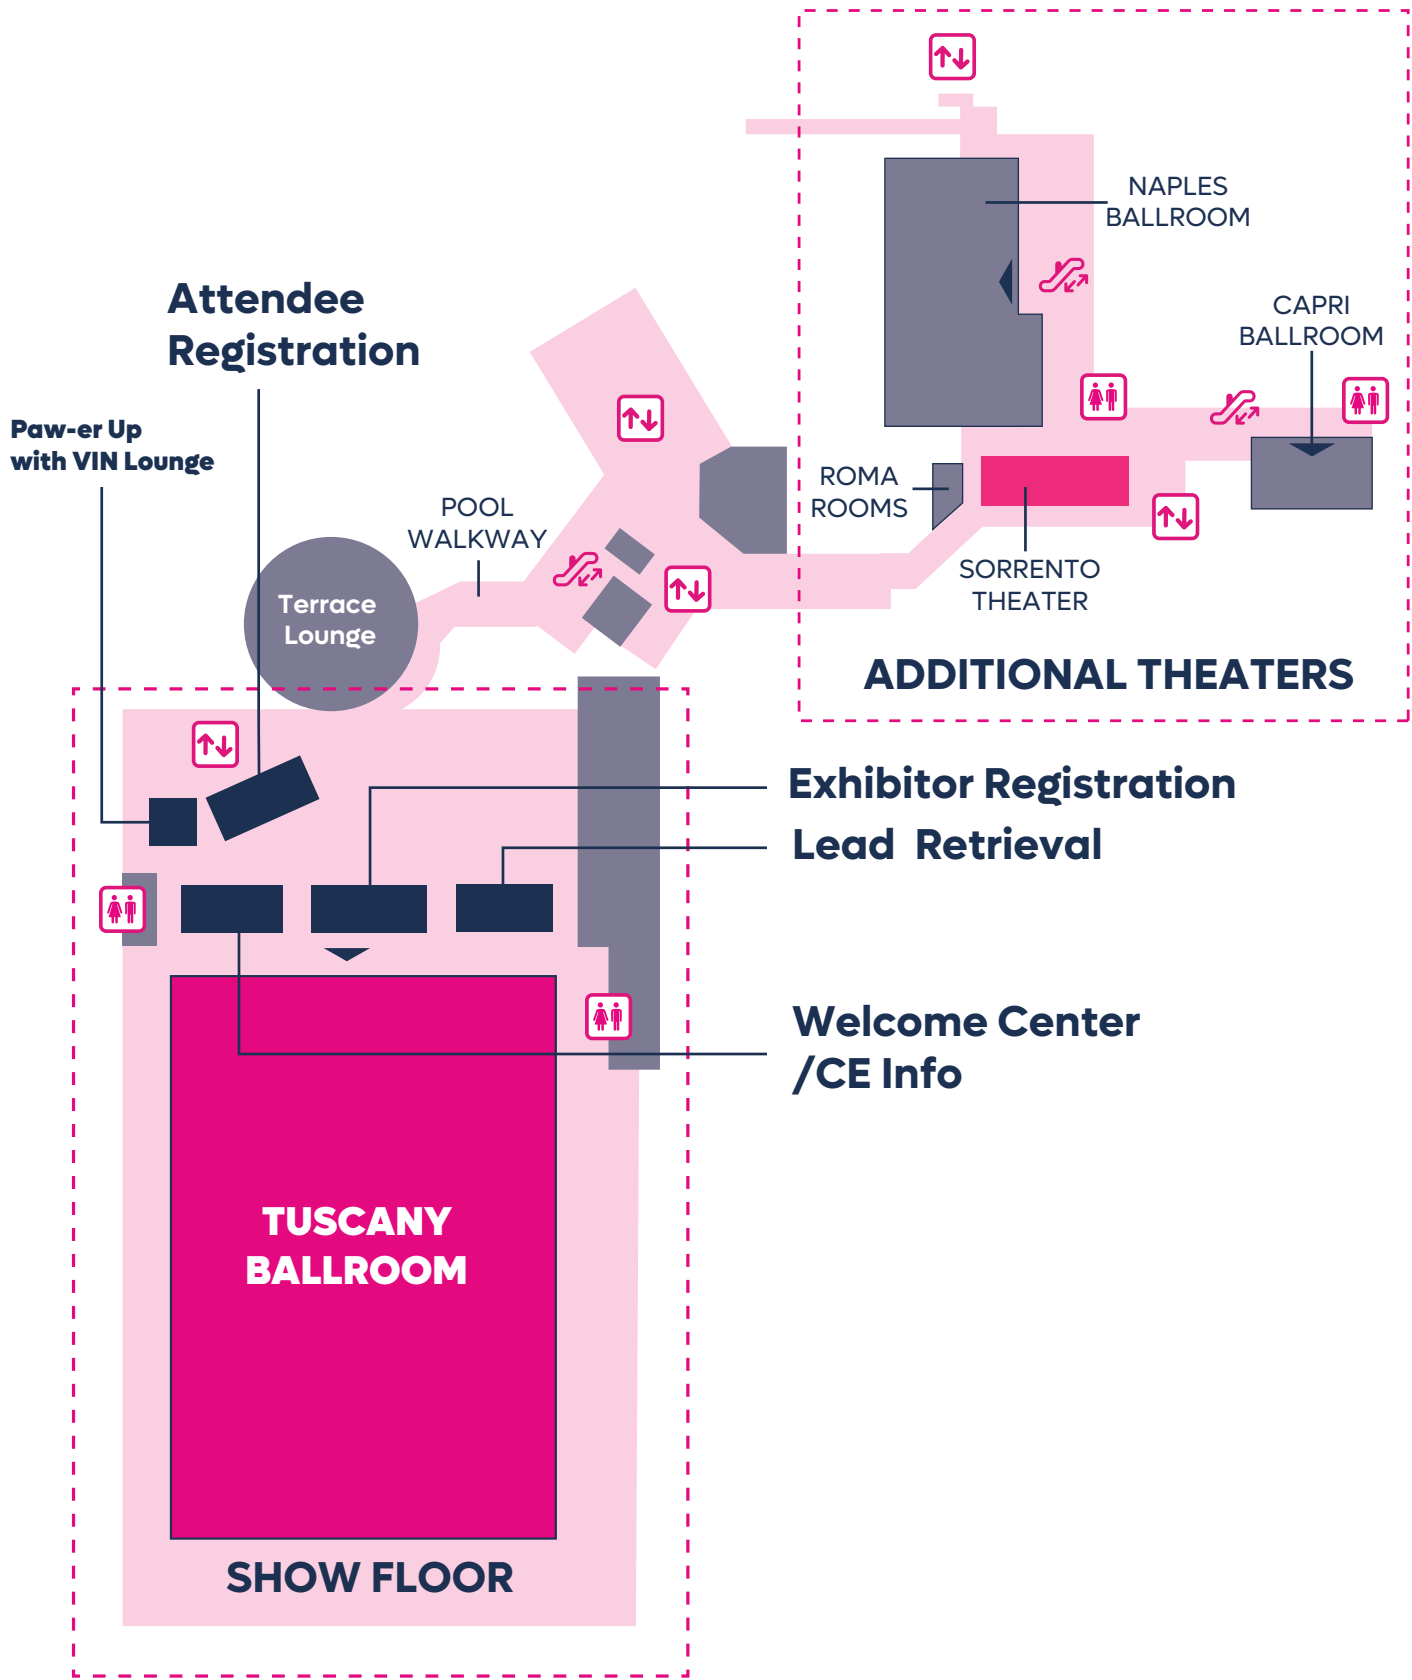 NAPLES
BALLROOM
Attendee
Registration
CAPRI
BALLROOM
Paw-er Up
with VIN Lounge
POOL
WALKWAY
ROMA
ROOMS
SORRENTO
THEATER
Terrace
Lounge
ADDITIONAL THEATERS
Exhibitor Registration
Lead Retrieval
Welcome Center
/CE Info
TUSCANY
BALLROOM
SHOW FLOOR